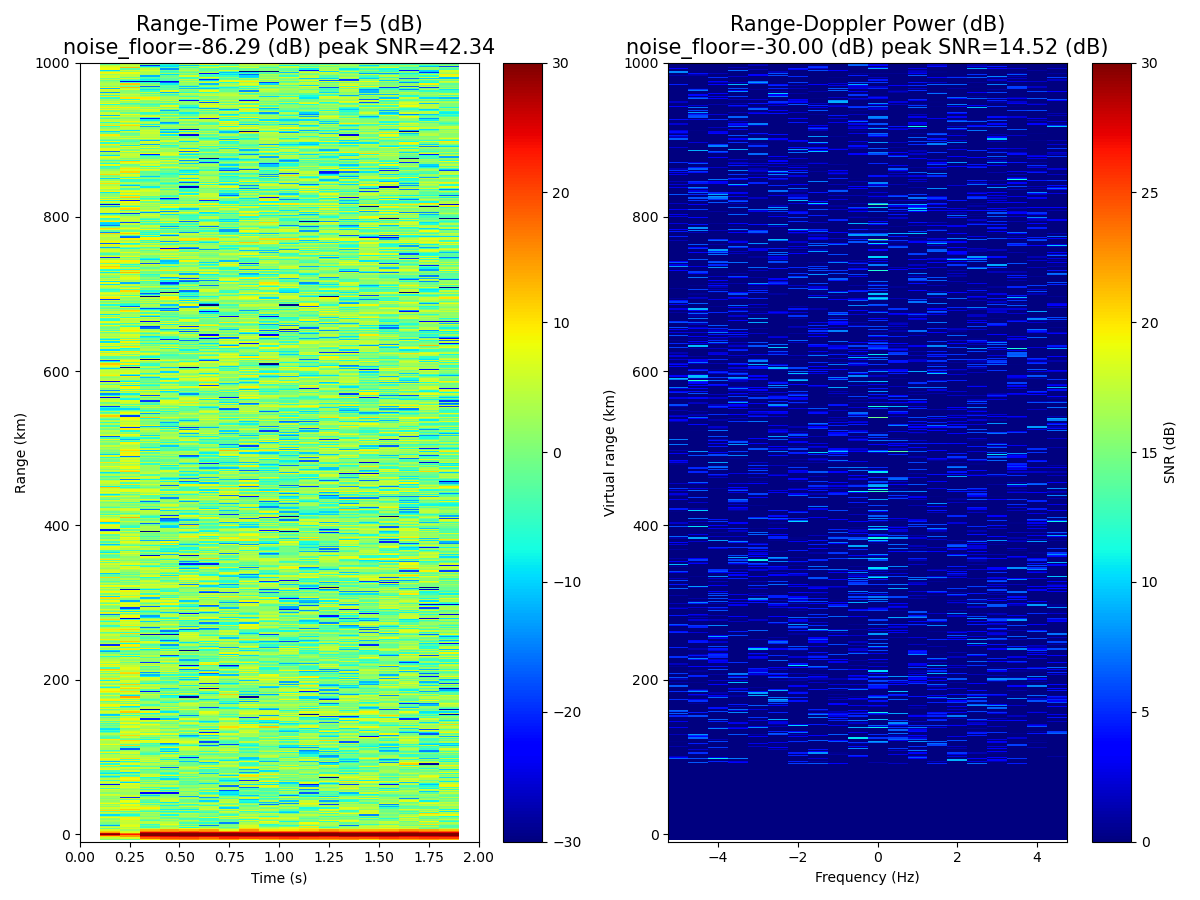 Range-Time Power f=5 (dB)
noise_floor=-86.29 (dB) peak SNR=42.34
Range (km)
1000
800
600
400
200
0
0.00 0.25 0.50 0.75 1.00 1.25 1.50 1.75 2.00
Time (s)
30
20
10
0
−10
−20
−30
Range-Doppler Power (dB)
noise_floor=-30.00 (dB) peak SNR=14.52 (dB)
Virtual range (km)
1000
800
600
400
200
0
−4 −2 0 2 4
Frequency (Hz)
30
25
20
15
10
5
0
SNR (dB)